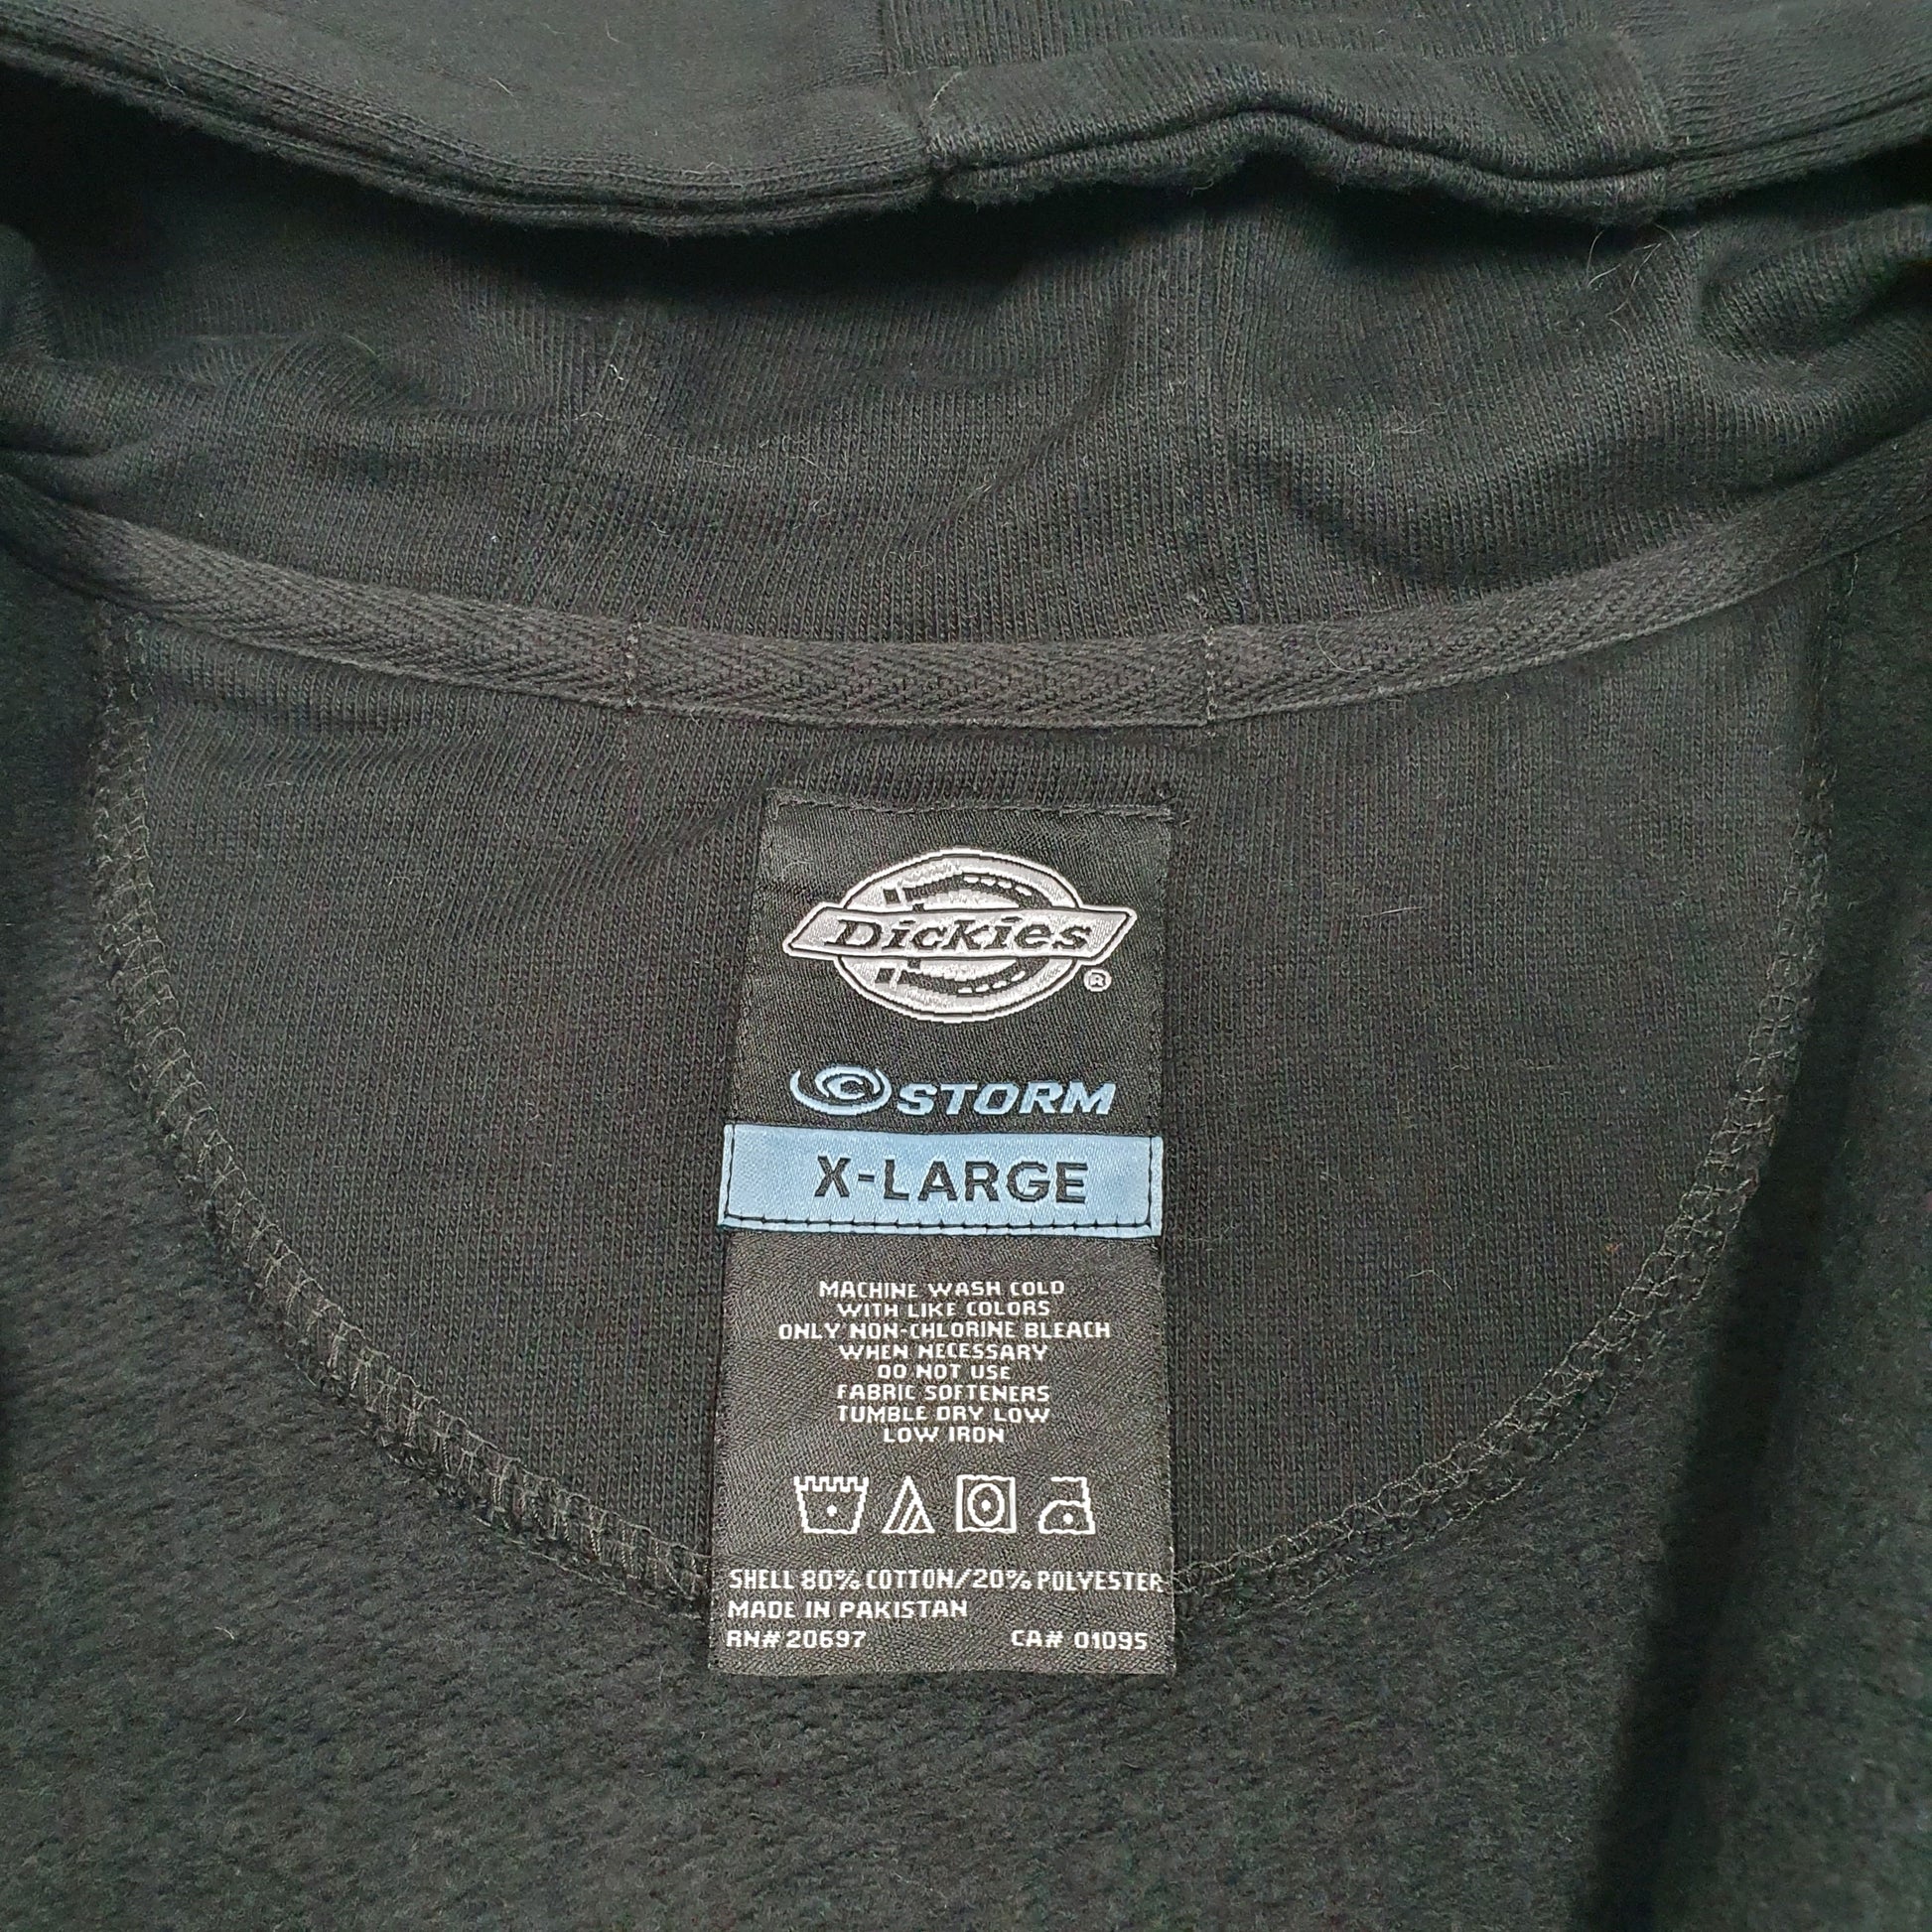 Dickies
®
STORM
X-LARGE
MACHINE WASH COLD
WITH LIKE COLORS
ONLY NON-CHLORINE BLEACH
WHEN NECESSARY
DO NOT USE
FABRIC SOFTENERS
TUMBLE DRY LOW
LOW IRON
SHELL 80% COTTON/20% POLYESTER
MADE IN PAKISTAN
RN# 20697 CA# 01095